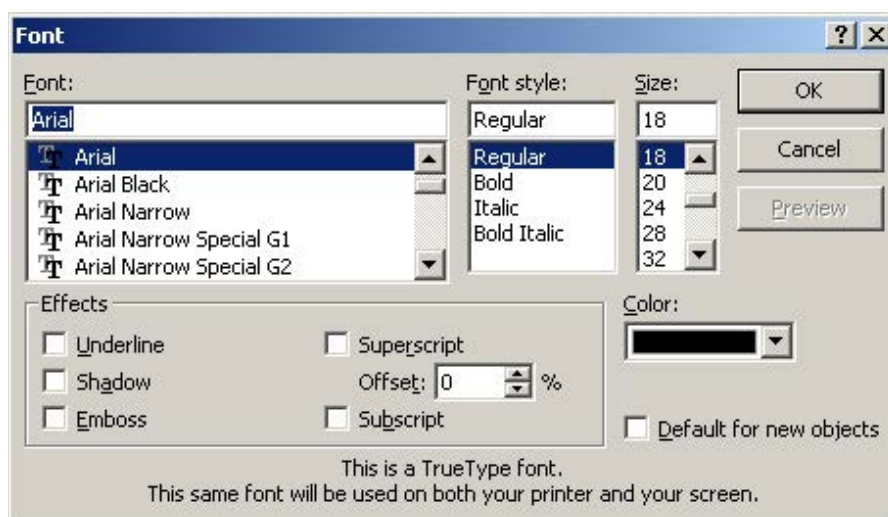 Font
Font:
Arial
Arial
Arial Black
Arial Narrow
Arial Narrow Special G1
Arial Narrow Special G2
Font style:
Regular
Regular
Bold
Italic
Bold Italic
Size:
18
18
20
24
28
32
OK
Cancel
Preview
Effects
Underline
Shadow
Emboss
Superscript
Offset: 0 %
Subscript
Color:
Default for new objects
This is a TrueType font.
This same font will be used on both your printer and your screen.